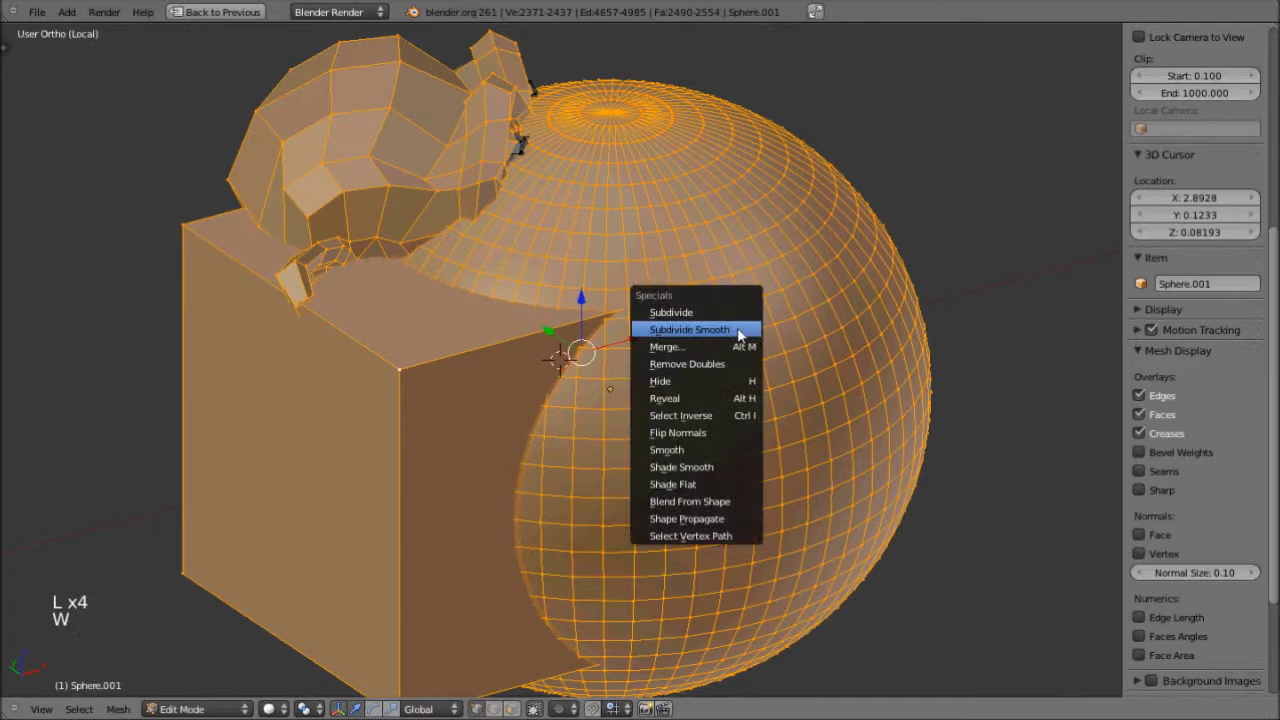 File Add Render Help Back to Previous Blender Render blender.org 261 | Ve:2371-2437 | Ed:4857-4985 | Fa:2490-2554 | Sphere.001
User Ortho (Local)
Lock Camera to View
Clip:
Start: 0.100
End: 1000.000
Local Camera:
3D Cursor
Location:
X: 2.8928
Y: 0.1233
Z: 0.08193
Item
Sphere.001
Display
Motion Tracking
Mesh Display
Overlays:
Edges
Faces
Creases
Bevel Weights
Seams
Sharp
Normals:
Face
Vertex
Normal Size: 0.10
Numerics:
Edge Length
Faces Angles
Face Area
Background Images
Specials
Subdivide
Subdivide Smooth
Merge... Alt M
Remove Doubles
Hide H
Reveal Alt H
Select Inverse Ctrl I
Flip Normals
Smooth
Shade Smooth
Shade Flat
Blend From Shape
Shape Propagate
Select Vertex Path
L x4
W
(1) Sphere.001
View Select Mesh Edit Mode Global